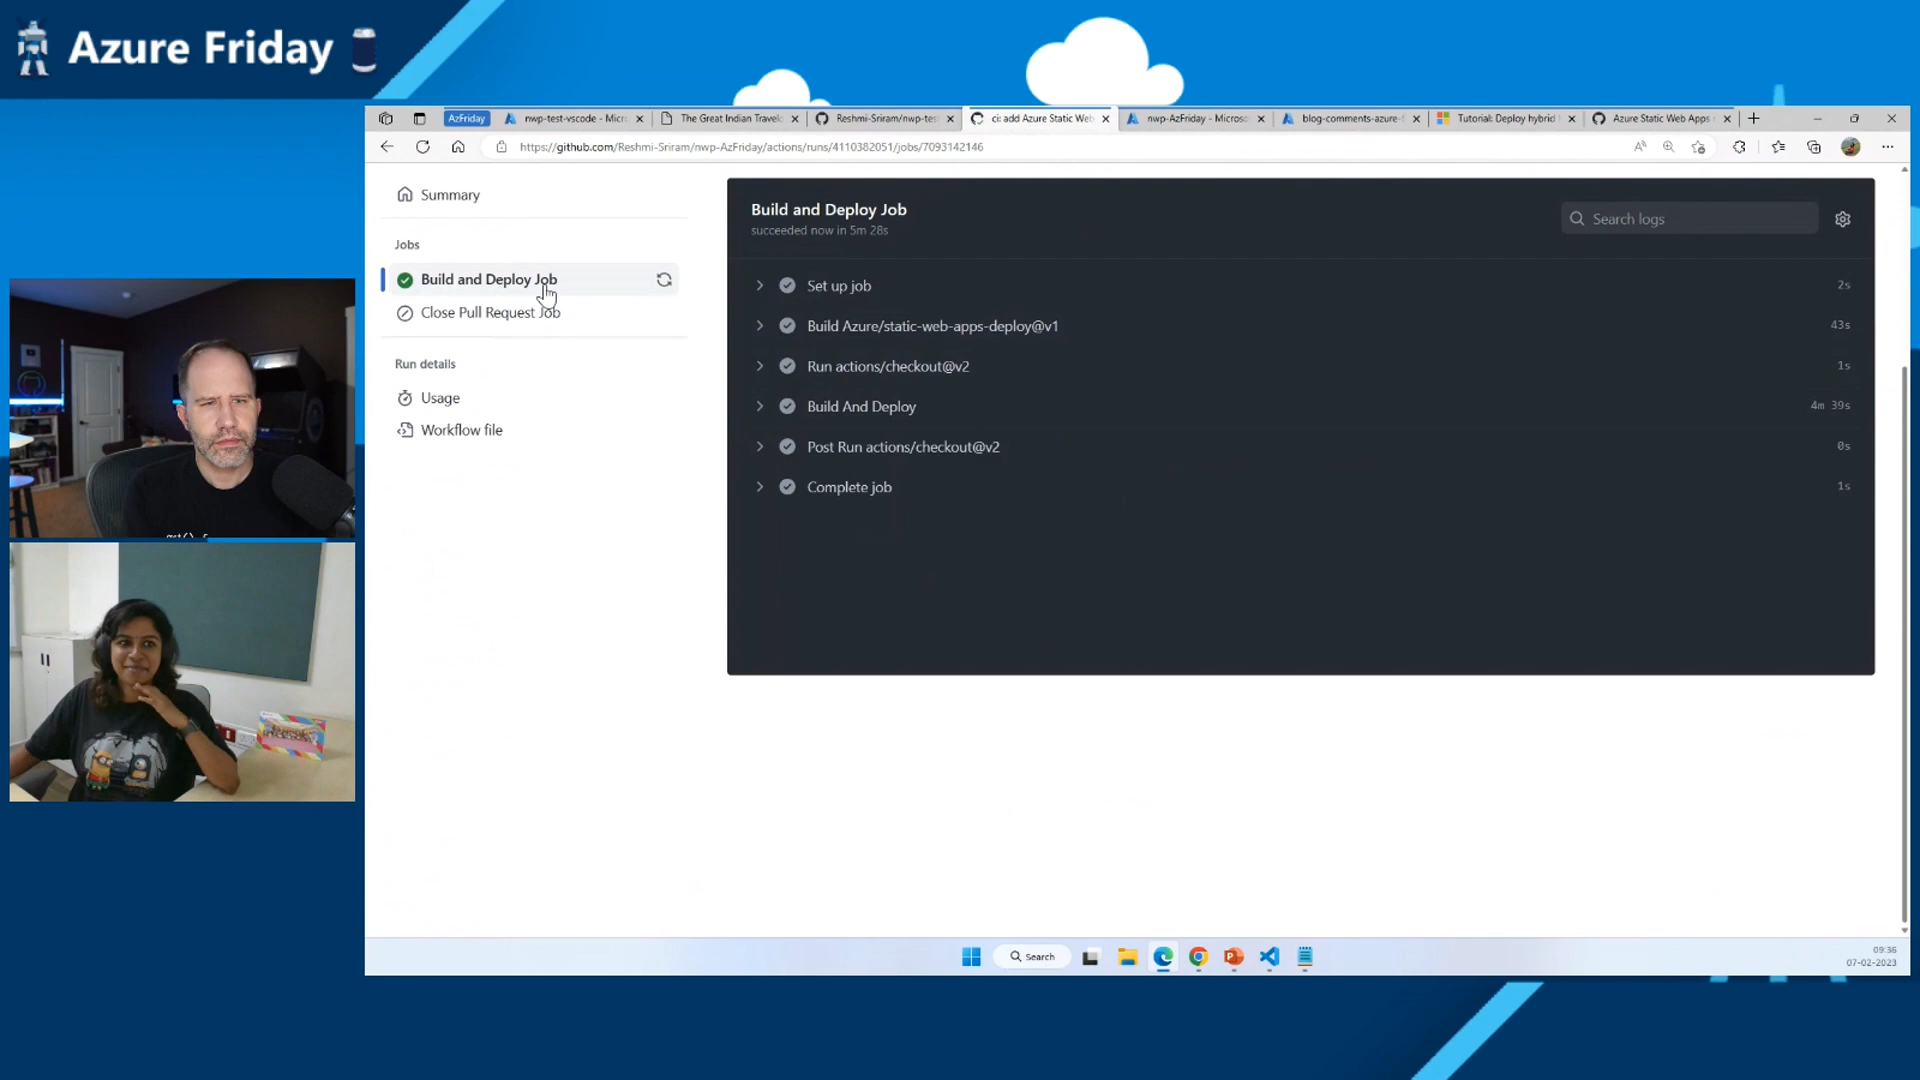 Azure Friday
AzFriday
nwp-test-vscode - Micr
The Great Indian Travel
Reshmi-Sriram/nwp-tes
ci: add Azure Static Web
nwp-AzFriday - Micros
blog-comments-azure-
Tutorial: Deploy hybrid
Azure Static Web Apps
https://github.com/Reshmi-Sriram/nwp-AzFriday/actions/runs/4110382051/jobs/7093142146
Summary
Jobs
Build and Deploy Job
Close Pull Request Job
Run details
Usage
Workflow file
Build and Deploy Job
succeeded now in 5m 28s
Search logs
Set up job 2s
Build Azure/static-web-apps-deploy@v1 43s
Run actions/checkout@v2 1s
Build And Deploy 4m 39s
Post Run actions/checkout@v2 0s
Complete job 1s
Search
09:36
07-02-2023